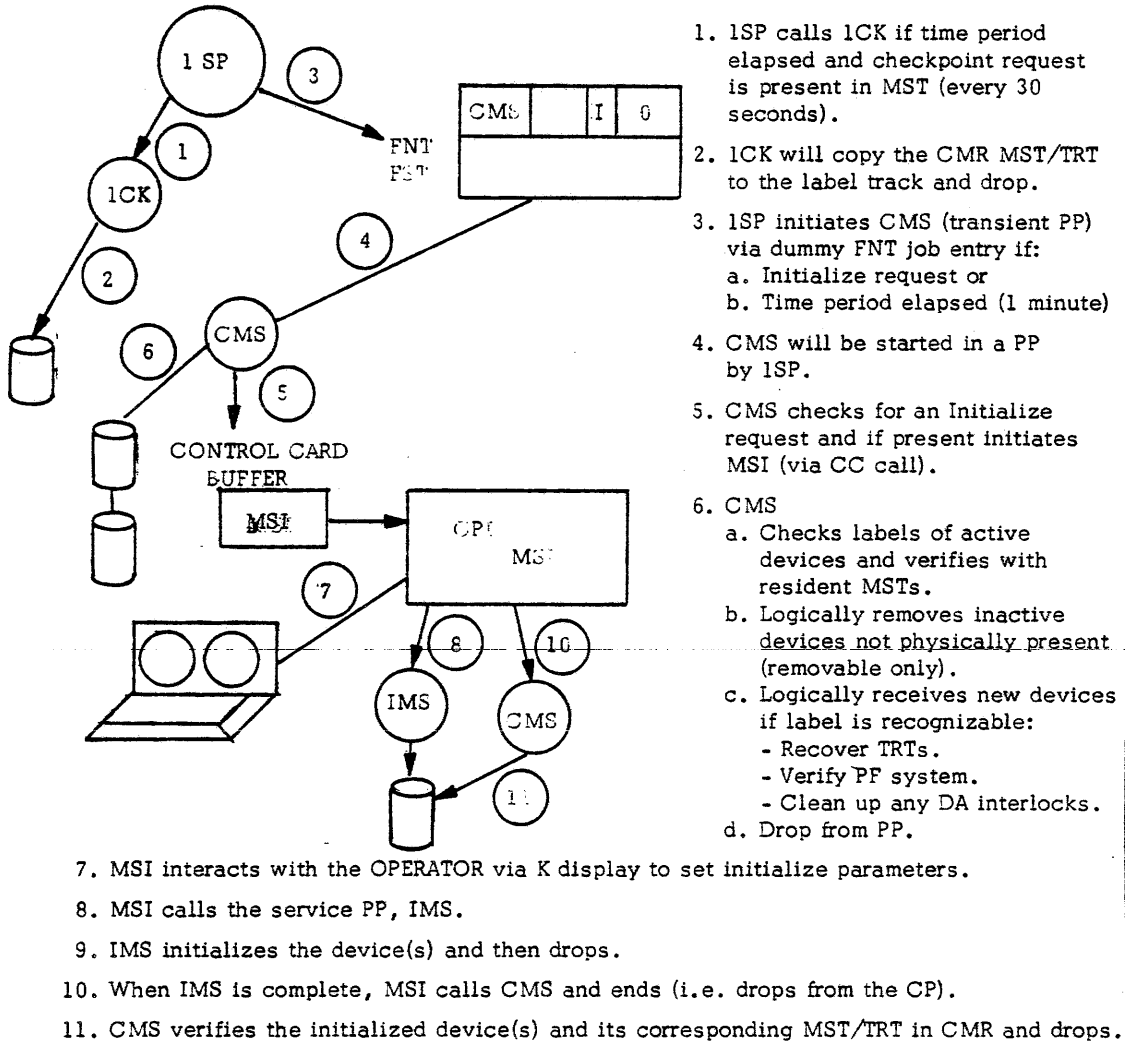 1 SP
3
CMS I 0
FNT
1
1CK
4
2
CMS
6
5
CONTROL CARD
BUFFER
MSI
MSI
7
8
10
IMS
CMS
11
1. 1SP calls 1CK if time period
elapsed and checkpoint request
is present in MST (every 30
seconds).
2. 1CK will copy the CMR MST/TRT
to the label track and drop.
3. 1SP initiates CMS (transient PP)
via dummy FNT job entry if:
a. Initialize request or
b. Time period elapsed (1 minute)
4. CMS will be started in a PP
by 1SP.
5. CMS checks for an Initialize
request and if present initiates
MSI (via CC call).
6. CMS
a. Checks labels of active
devices and verifies with
resident MSTs.
b. Logically removes inactive
devices not physically present
(removable only).
c. Logically receives new devices
if label is recognizable:
- Recover TRTs.
- Verify PF system.
- Clean up any DA interlocks.
d. Drop from PP.
7. MSI interacts with the OPERATOR via K display to set initialize parameters.
8. MSI calls the service PP, IMS.
9. IMS initializes the device(s) and then drops.
10. When IMS is complete, MSI calls CMS and ends (i.e. drops from the CP).
11. CMS verifies the initialized device(s) and its corresponding MST/TRT in CMR and drops.